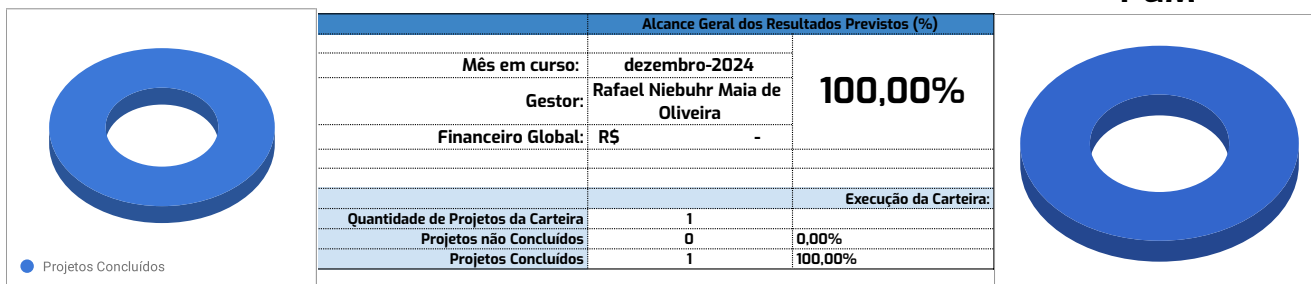 Alcance Geral dos Resultados Previstos (%)
Mês em curso: dezembro-2024
100,00%
Gestor: Rafael Niebuhr Maia de
Oliveira
Financeiro Global: R$ -
Execução da Carteira:
Quantidade de Projetos da Carteira 1
Projetos não Concluídos 0 0,00%
Projetos Concluídos 1 100,00%
Projetos Concluídos